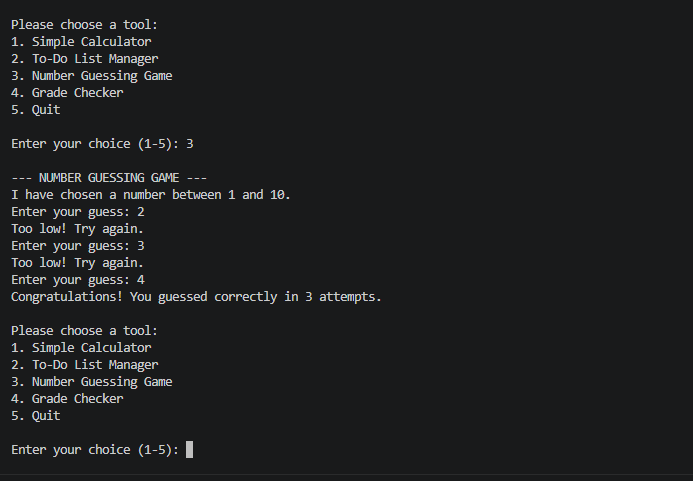 Please choose a tool:
1. Simple Calculator
2. To-Do List Manager
3. Number Guessing Game
4. Grade Checker
5. Quit
Enter your choice (1-5): 3
--- NUMBER GUESSING GAME ---
I have chosen a number between 1 and 10.
Enter your guess: 2
Too low! Try again.
Enter your guess: 3
Too low! Try again.
Enter your guess: 4
Congratulations! You guessed correctly in 3 attempts.
Please choose a tool:
1. Simple Calculator
2. To-Do List Manager
3. Number Guessing Game
4. Grade Checker
5. Quit
Enter your choice (1-5):